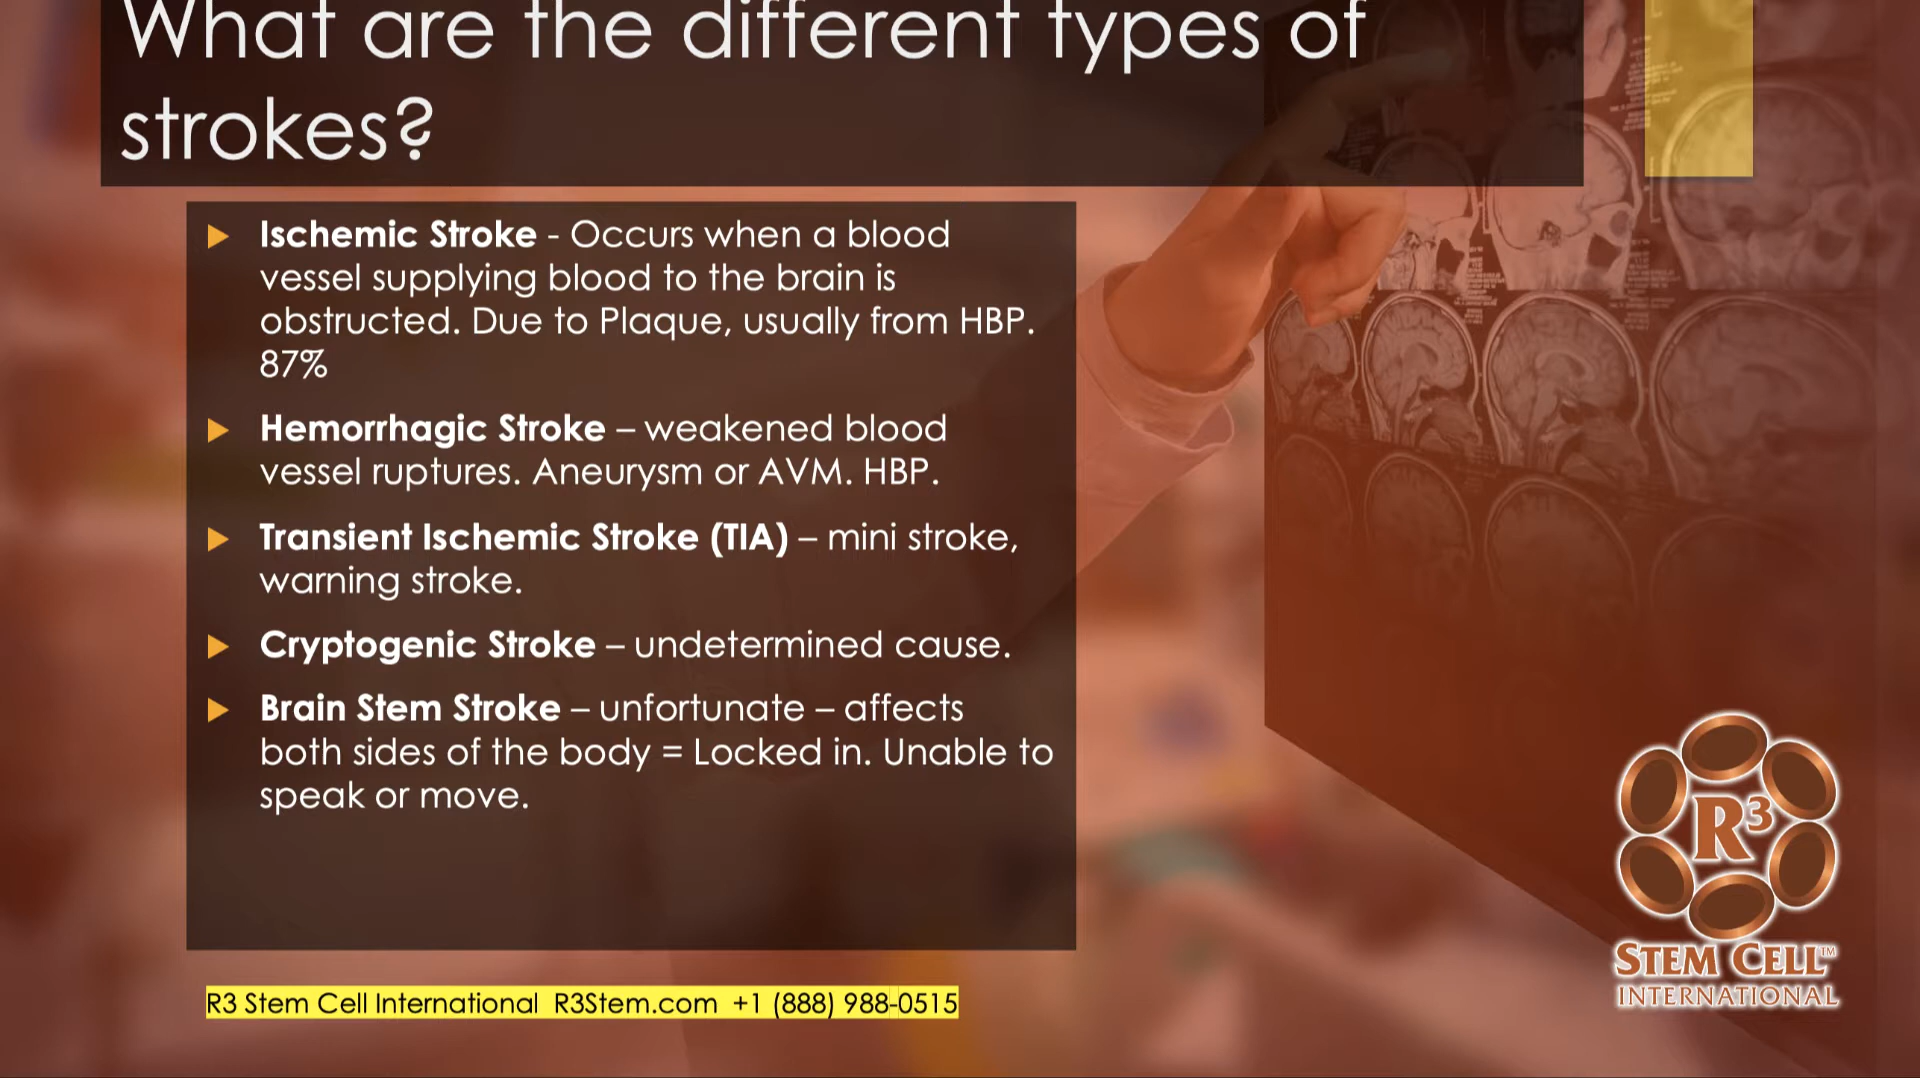 What are the different types of
strokes?
Ischemic Stroke - Occurs when a blood
vessel supplying blood to the brain is
obstructed. Due to Plaque, usually from HBP.
87%
Hemorrhagic Stroke – weakened blood
vessel ruptures. Aneurysm or AVM. HBP.
Transient Ischemic Stroke (TIA) – mini stroke,
warning stroke.
Cryptogenic Stroke – undetermined cause.
Brain Stem Stroke – unfortunate – affects
both sides of the body = Locked in. Unable to
speak or move.
R3 Stem Cell International R3Stem.com +1 (888) 988-0515
R³
STEM CELL™
INTERNATIONAL